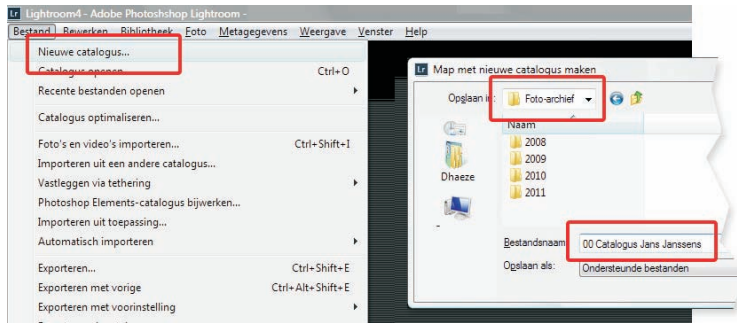 Lightroom4 - Adobe Photoshshop Lightroom -
Bestand Bewerken Bibliotheek Foto Metagegevens Weergave Venster Help
Nieuwe catalogus...
Catalogus openen... Ctrl+O
Recente bestanden openen
Catalogus optimaliseren...
Foto's en video's importeren... Ctrl+Shift+I
Importeren uit een andere catalogus...
Vastleggen via tethering
Photoshop Elements-catalogus bijwerken...
Importeren uit toepassing...
Automatisch importeren
Exporteren... Ctrl+Shift+E
Exporteren met vorige Ctrl+Alt+Shift+E
Exporteren met voorinstelling
Map met nieuwe catalogus maken
Opslaan in: Foto-archief
Naam
2008
2009
2010
2011
Dhaeze
Bestandsnaam 00 Catalogus Jans Janssens
Opslaan als: Ondersteunde bestanden